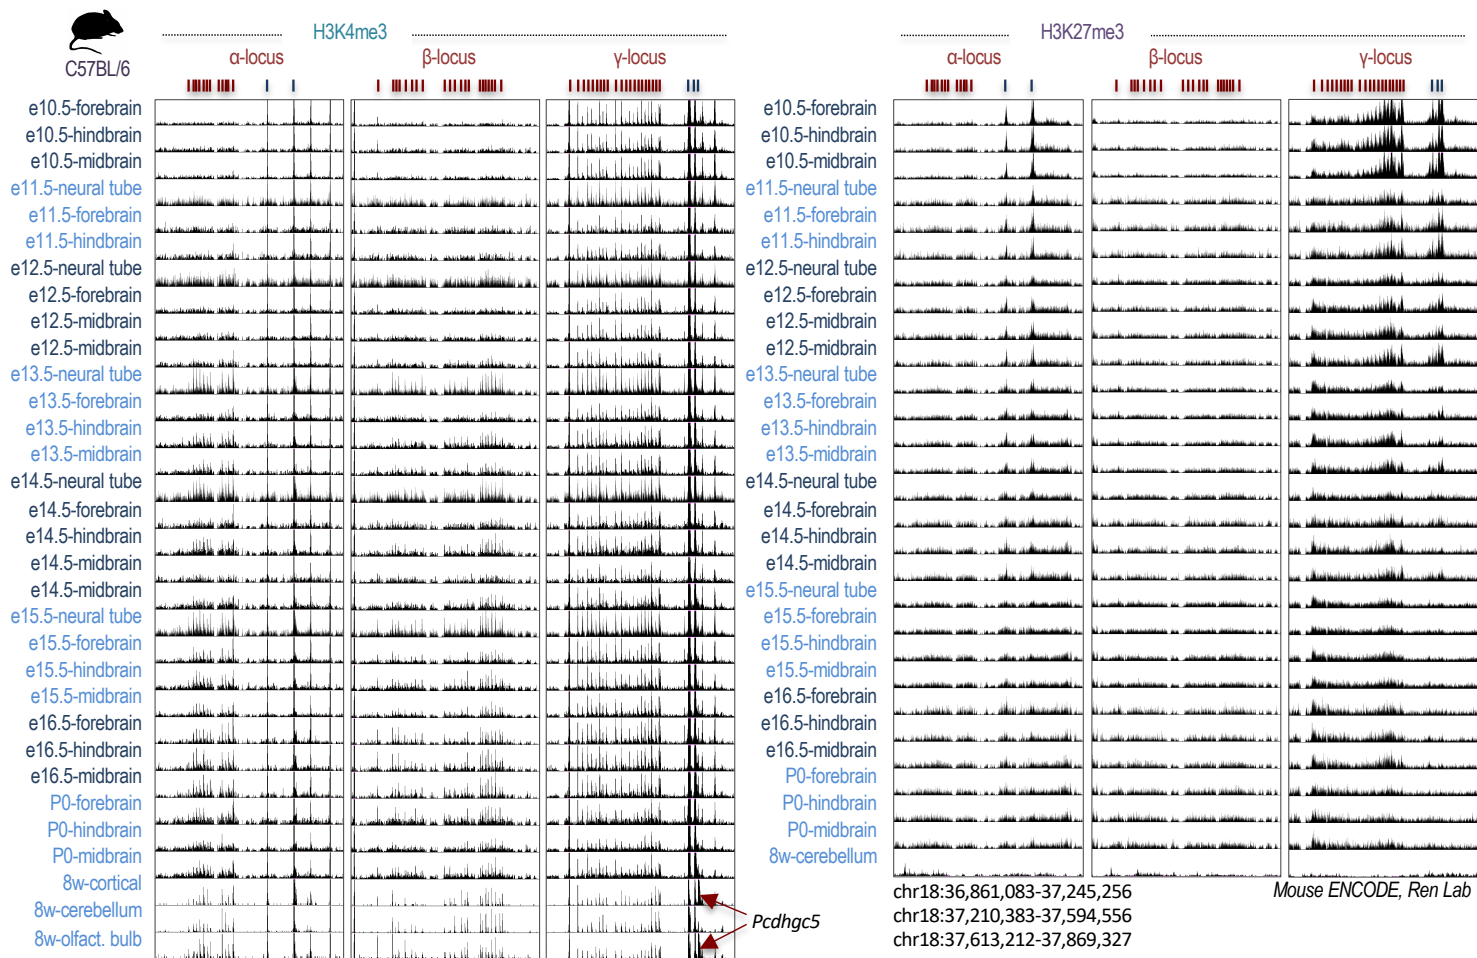 C57BL/6
H3K4me3
α-locus
β-locus
γ-locus
e10.5-forebrain
e10.5-hindbrain
e10.5-midbrain
e11.5-neural tube
e11.5-forebrain
e11.5-hindbrain
e12.5-neural tube
e12.5-forebrain
e12.5-midbrain
e12.5-midbrain
e13.5-neural tube
e13.5-forebrain
e13.5-hindbrain
e13.5-midbrain
e14.5-neural tube
e14.5-forebrain
e14.5-hindbrain
e14.5-midbrain
e14.5-midbrain
e15.5-neural tube
e15.5-forebrain
e15.5-hindbrain
e15.5-midbrain
e16.5-forebrain
e16.5-hindbrain
e16.5-midbrain
P0-forebrain
P0-hindbrain
P0-midbrain
8w-cortical
8w-cerebellum
8w-olfact. bulb
Pcdhgc5
H3K27me3
α-locus
β-locus
γ-locus
e10.5-forebrain
e10.5-hindbrain
e10.5-midbrain
e11.5-neural tube
e11.5-forebrain
e11.5-hindbrain
e12.5-neural tube
e12.5-forebrain
e12.5-midbrain
e12.5-midbrain
e13.5-neural tube
e13.5-forebrain
e13.5-hindbrain
e13.5-midbrain
e14.5-neural tube
e14.5-forebrain
e14.5-hindbrain
e14.5-midbrain
e15.5-neural tube
e15.5-forebrain
e15.5-hindbrain
e15.5-midbrain
e16.5-forebrain
e16.5-hindbrain
e16.5-midbrain
P0-forebrain
P0-hindbrain
P0-midbrain
8w-cerebellum
chr18:36,861,083-37,245,256
chr18:37,210,383-37,594,556
chr18:37,613,212-37,869,327
Mouse ENCODE, Ren Lab